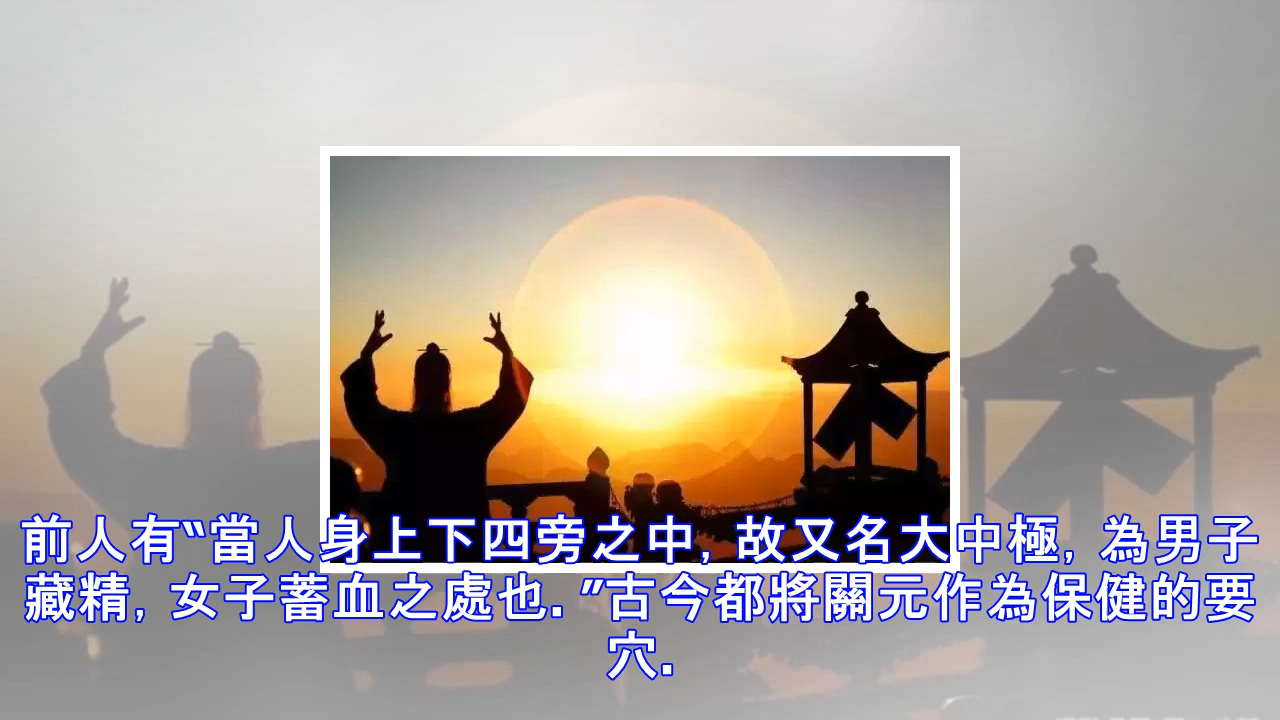 前人有“當人身上下四旁之中, 故又名大中極, 為男子
藏精, 女子蓄血之處也. ”古今都將關元作為保健的要
穴.